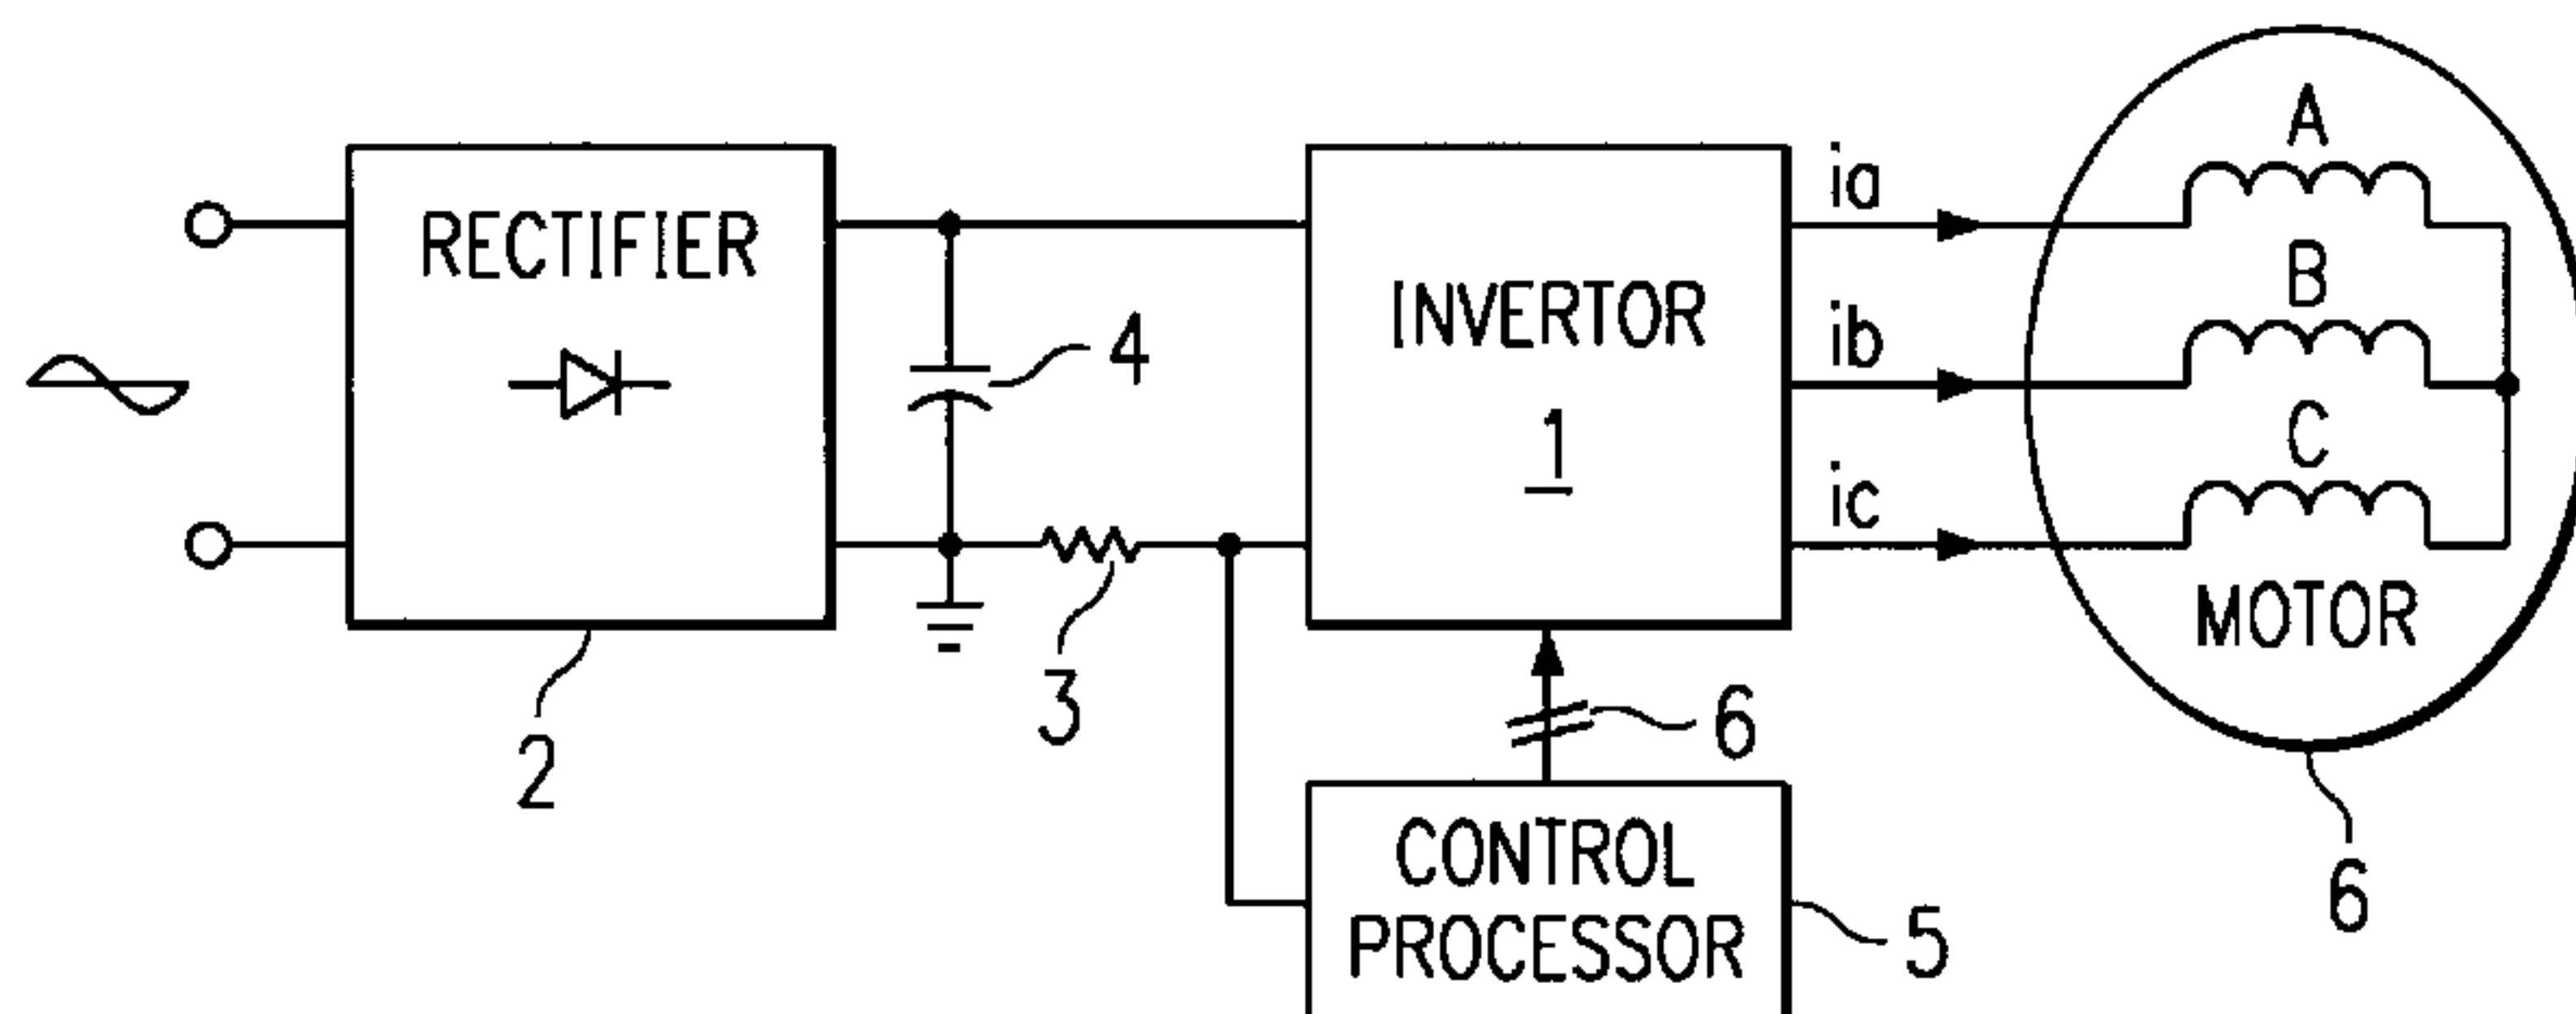 RECTIFIER
2
4
3
INVERTOR
1
ia
ib
ic
A
B
C
MOTOR
6
6
CONTROL
PROCESSOR
5